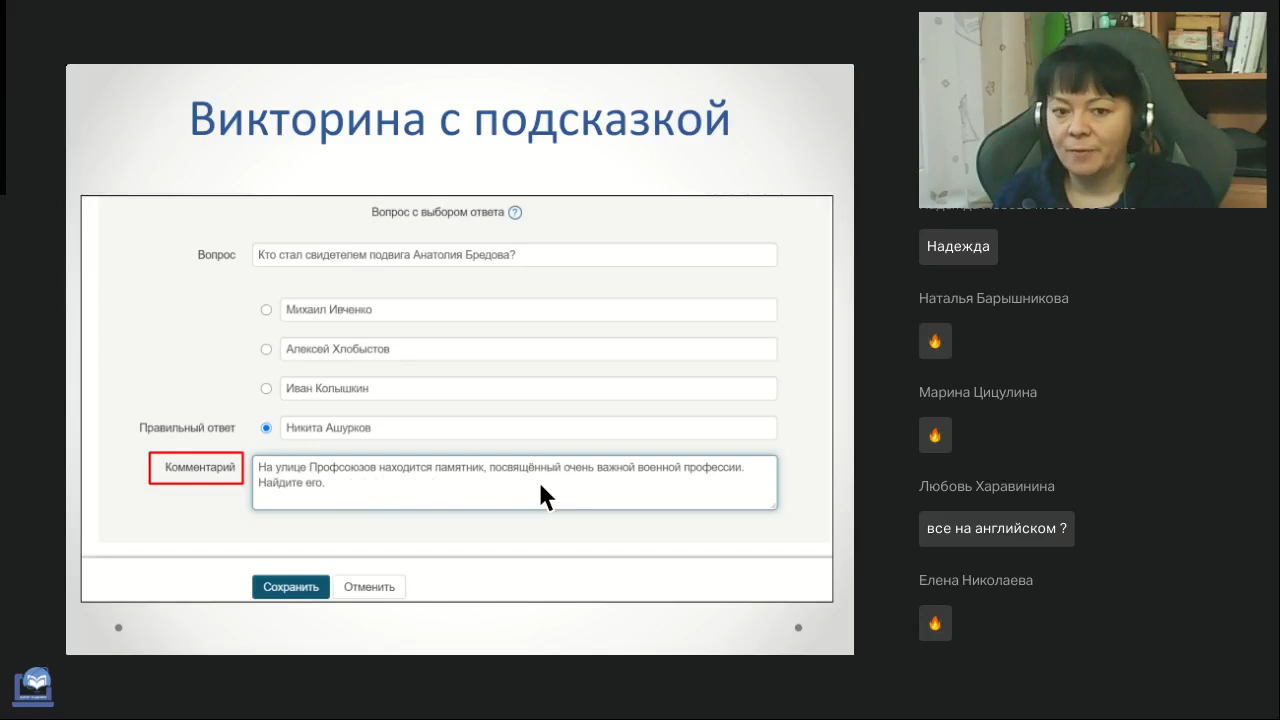 Викторина с подсказкой
Вопрос с выбором ответа ?
Вопрос
Кто стал свидетелем подвига Анатолия Бредова?
Михаил Ивченко
Алексей Хлобыстов
Иван Копышкин
Правильный ответ
Никита Ашурков
Комментарий
На улице Профсоюзов находится памятник, посвящённый очень важной военной профессии.
Найдите его.
Сохранить
Отменить
Надежда
Наталья Барышникова
🔥
Марина Цицулина
🔥
Любовь Харавинина
все на английском ?
Елена Николаева
🔥